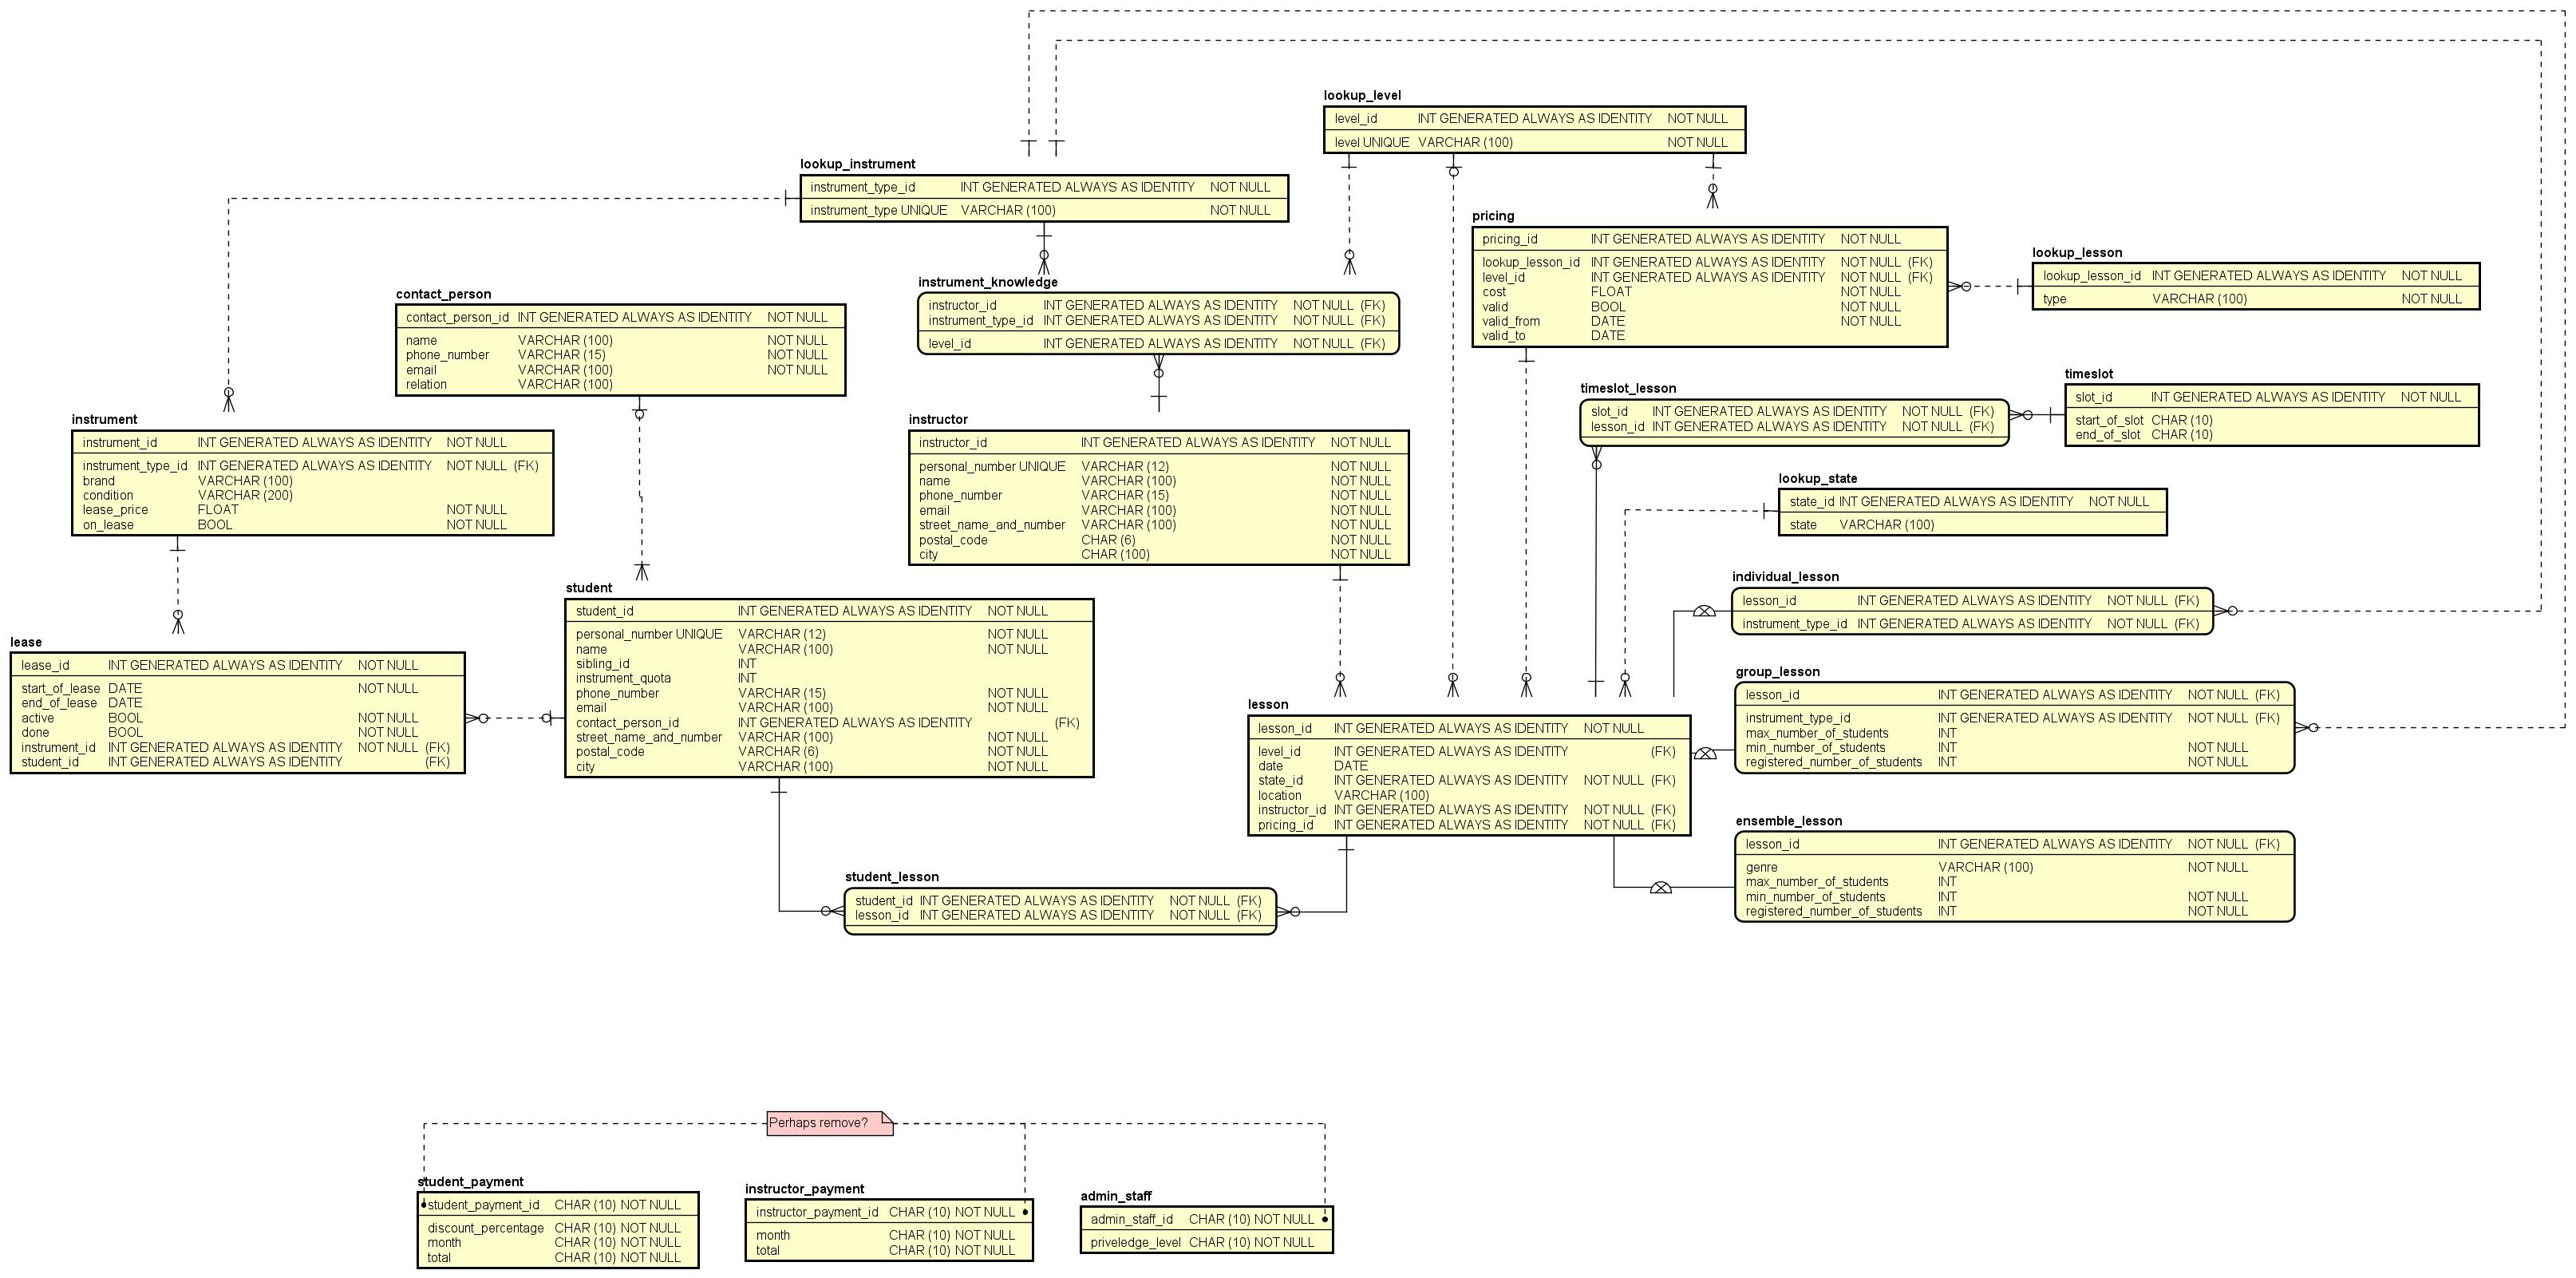 lookup_level
level_id INT GENERATED ALWAYS AS IDENTITY NOT NULL
level UNIQUE VARCHAR (100) NOT NULL
lookup_instrument
instrument_type_id INT GENERATED ALWAYS AS IDENTITY NOT NULL
instrument_type UNIQUE VARCHAR (100) NOT NULL
pricing
pricing_id INT GENERATED ALWAYS AS IDENTITY NOT NULL
lookup_lesson_id INT GENERATED ALWAYS AS IDENTITY NOT NULL (FK)
level_id INT GENERATED ALWAYS AS IDENTITY NOT NULL (FK)
cost FLOAT NOT NULL
valid BOOL NOT NULL
valid_from DATE NOT NULL
valid_to DATE
lookup_lesson
lookup_lesson_id INT GENERATED ALWAYS AS IDENTITY NOT NULL
type VARCHAR (100) NOT NULL
instrument_knowledge
instructor_id INT GENERATED ALWAYS AS IDENTITY NOT NULL (FK)
instrument_type_id INT GENERATED ALWAYS AS IDENTITY NOT NULL (FK)
level_id INT GENERATED ALWAYS AS IDENTITY NOT NULL (FK)
contact_person
contact_person_id INT GENERATED ALWAYS AS IDENTITY NOT NULL
name VARCHAR (100) NOT NULL
phone_number VARCHAR (15) NOT NULL
email VARCHAR (100) NOT NULL
relation VARCHAR (100)
timeslot_lesson
slot_id INT GENERATED ALWAYS AS IDENTITY NOT NULL (FK)
lesson_id INT GENERATED ALWAYS AS IDENTITY NOT NULL (FK)
timeslot
slot_id INT GENERATED ALWAYS AS IDENTITY NOT NULL
start_of_slot CHAR (10)
end_of_slot CHAR (10)
instrument
instrument_id INT GENERATED ALWAYS AS IDENTITY NOT NULL
instrument_type_id INT GENERATED ALWAYS AS IDENTITY NOT NULL (FK)
brand VARCHAR (100)
condition VARCHAR (200)
lease_price FLOAT NOT NULL
on_lease BOOL NOT NULL
instructor
instructor_id INT GENERATED ALWAYS AS IDENTITY NOT NULL
personal_number UNIQUE VARCHAR (12) NOT NULL
name VARCHAR (100) NOT NULL
phone_number VARCHAR (15) NOT NULL
email VARCHAR (100) NOT NULL
street_name_and_number VARCHAR (100) NOT NULL
postal_code CHAR (6) NOT NULL
city CHAR (100) NOT NULL
lookup_state
state_id INT GENERATED ALWAYS AS IDENTITY NOT NULL
state VARCHAR (100)
individual_lesson
lesson_id INT GENERATED ALWAYS AS IDENTITY NOT NULL (FK)
instrument_type_id INT GENERATED ALWAYS AS IDENTITY NOT NULL (FK)
student
student_id INT GENERATED ALWAYS AS IDENTITY NOT NULL
personal_number UNIQUE VARCHAR (12) NOT NULL
name VARCHAR (100) NOT NULL
sibling_id INT
instrument_quota INT
phone_number VARCHAR (15) NOT NULL
email VARCHAR (100) NOT NULL
contact_person_id INT GENERATED ALWAYS AS IDENTITY (FK)
street_name_and_number VARCHAR (100) NOT NULL
postal_code VARCHAR (6) NOT NULL
city VARCHAR (100) NOT NULL
lease
lease_id INT GENERATED ALWAYS AS IDENTITY NOT NULL
start_of_lease DATE NOT NULL
end_of_lease DATE
active BOOL NOT NULL
done BOOL NOT NULL
instrument_id INT GENERATED ALWAYS AS IDENTITY NOT NULL (FK)
student_id INT GENERATED ALWAYS AS IDENTITY (FK)
group_lesson
lesson_id INT GENERATED ALWAYS AS IDENTITY NOT NULL (FK)
instrument_type_id INT GENERATED ALWAYS AS IDENTITY NOT NULL (FK)
max_number_of_students INT
min_number_of_students INT NOT NULL
registered_number_of_students INT NOT NULL
lesson
lesson_id INT GENERATED ALWAYS AS IDENTITY NOT NULL
level_id INT GENERATED ALWAYS AS IDENTITY (FK)
date DATE
state_id INT GENERATED ALWAYS AS IDENTITY NOT NULL (FK)
location VARCHAR (100)
instructor_id INT GENERATED ALWAYS AS IDENTITY NOT NULL (FK)
pricing_id INT GENERATED ALWAYS AS IDENTITY NOT NULL (FK)
ensemble_lesson
lesson_id INT GENERATED ALWAYS AS IDENTITY NOT NULL (FK)
genre VARCHAR (100) NOT NULL
max_number_of_students INT
min_number_of_students INT NOT NULL
registered_number_of_students INT NOT NULL
student_lesson
student_id INT GENERATED ALWAYS AS IDENTITY NOT NULL (FK)
lesson_id INT GENERATED ALWAYS AS IDENTITY NOT NULL (FK)
Perhaps remove?
student_payment
student_payment_id CHAR (10) NOT NULL
discount_percentage CHAR (10) NOT NULL
month CHAR (10) NOT NULL
total CHAR (10) NOT NULL
instructor_payment
instructor_payment_id CHAR (10) NOT NULL
month CHAR (10) NOT NULL
total CHAR (10) NOT NULL
admin_staff
admin_staff_id CHAR (10) NOT NULL
priveledge_level CHAR (10) NOT NULL